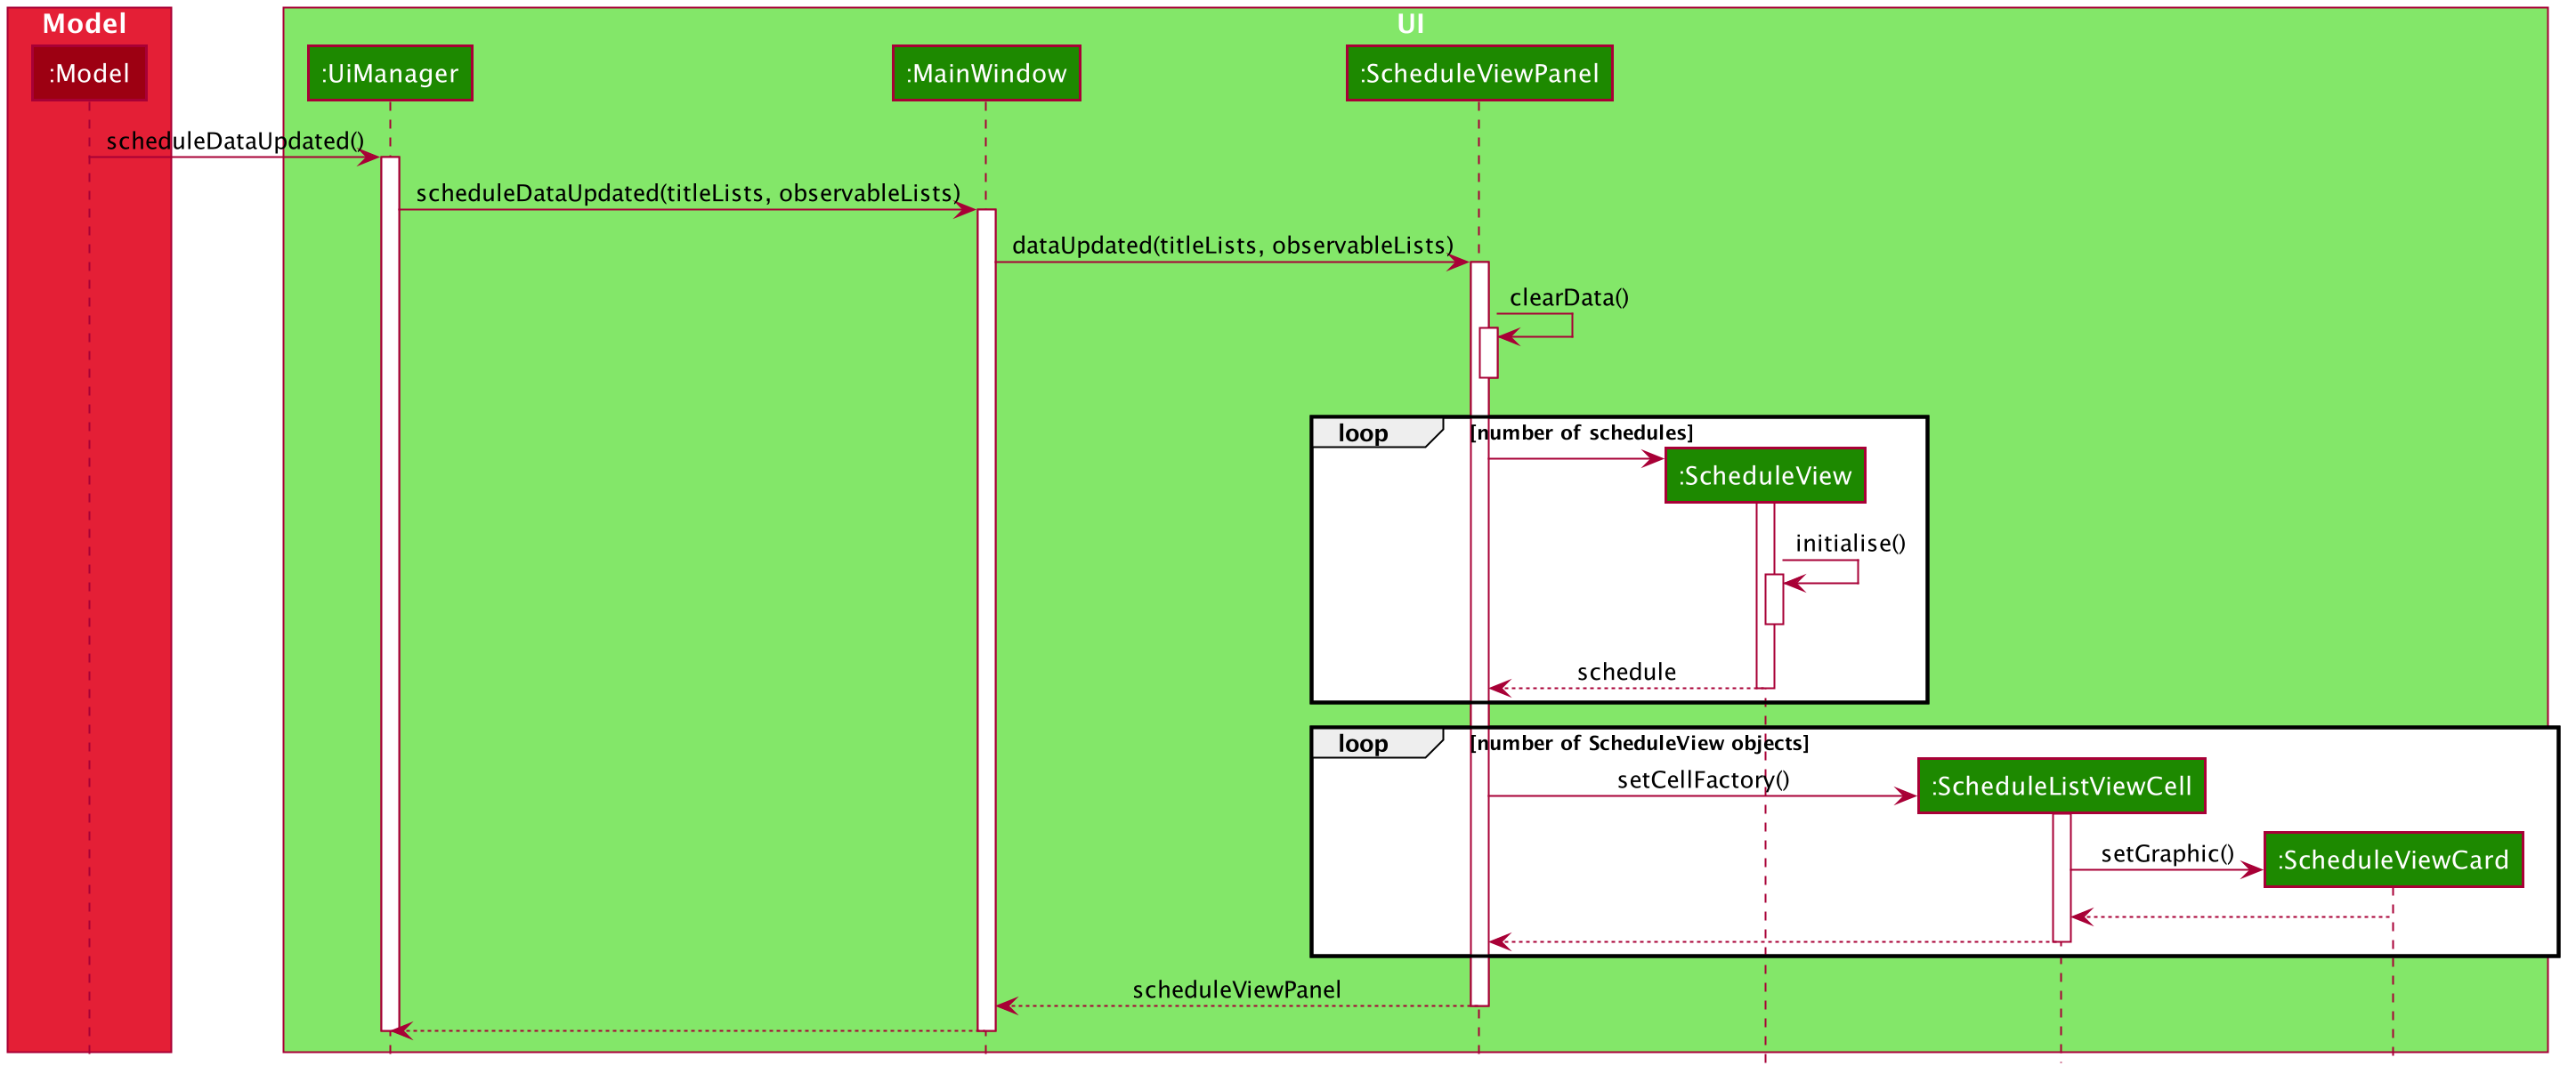 Model
UI
:Model
:UiManager
:MainWindow
:ScheduleViewPanel
scheduleDataUpdated()
scheduleDataUpdated(titleLists, observableLists)
dataUpdated(titleLists, observableLists)
clearData()
loop
[number of schedules]
:ScheduleView
initialise()
schedule
loop
[number of ScheduleView objects]
setCellFactory()
:ScheduleListViewCell
setGraphic()
:ScheduleViewCard
scheduleViewPanel